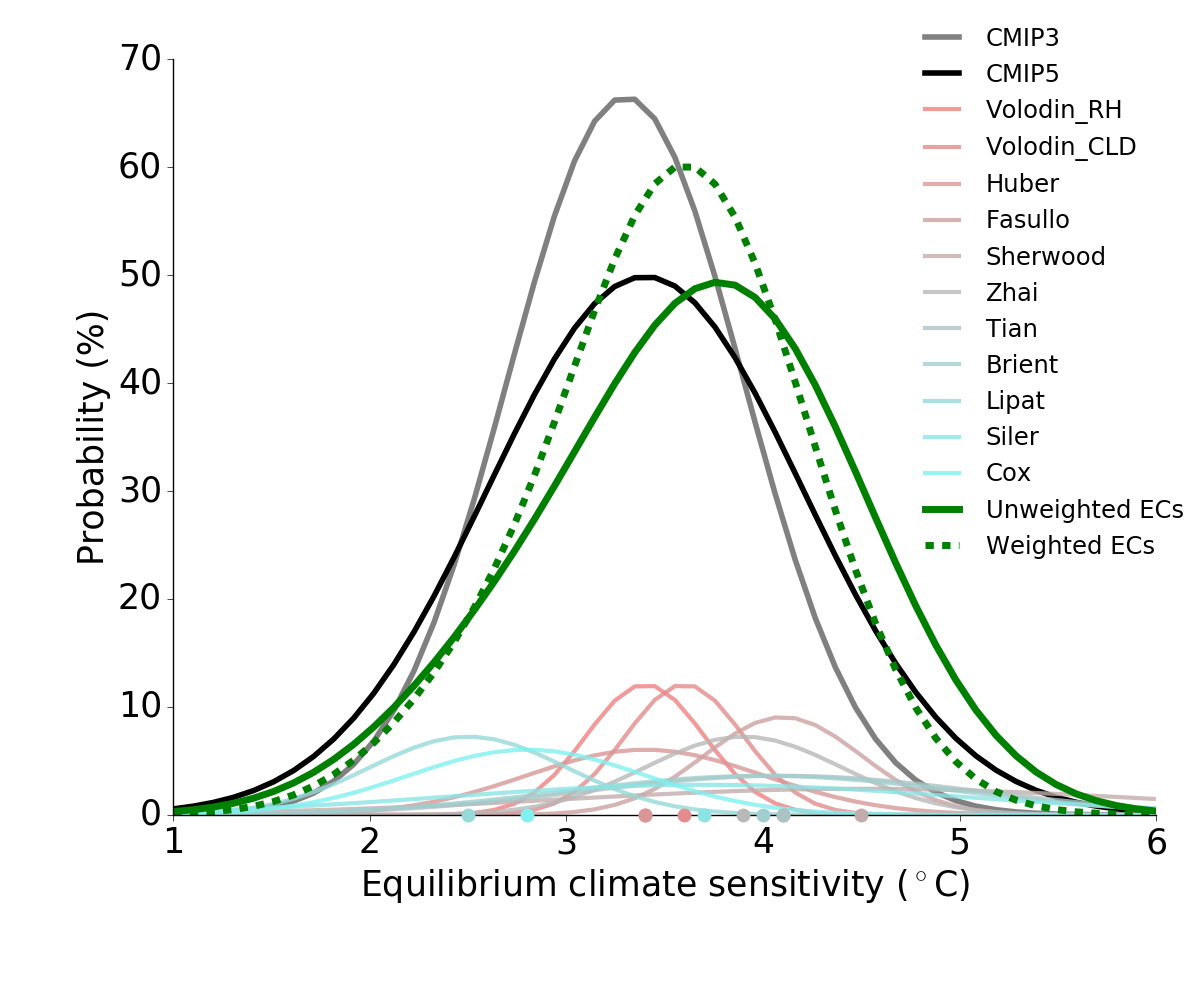 70
60
50
40
30
20
10
0
Probability (%)
1 2 3 4 5 6
Equilibrium climate sensitivity (°C)
CMIP3
CMIP5
Volodin_RH
Volodin_CLD
Huber
Fasullo
Sherwood
Zhai
Tian
Brient
Lipat
Siler
Cox
Unweighted ECs
Weighted ECs